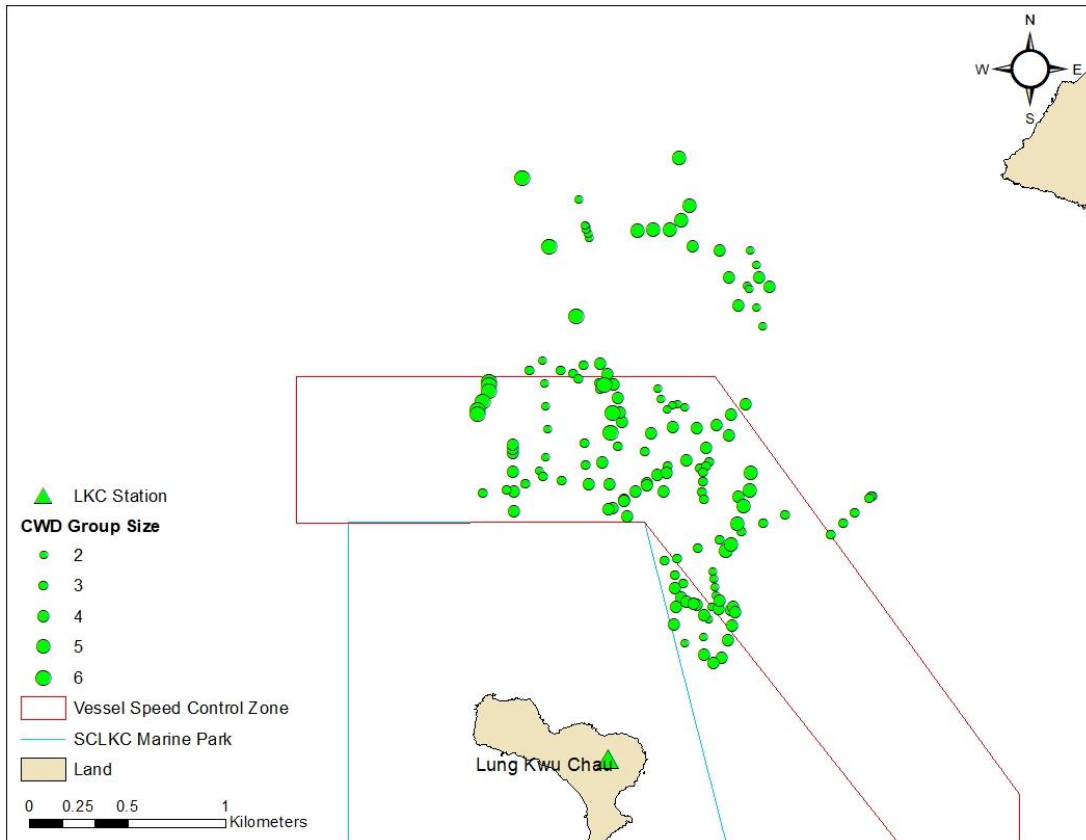 N
W
E
S
LKC Station
CWD Group Size
2
3
4
5
6
Vessel Speed Control Zone
SCLKC Marine Park
Land
0 0.25 0.5 1
Kilometers
Lung Kwu Chau